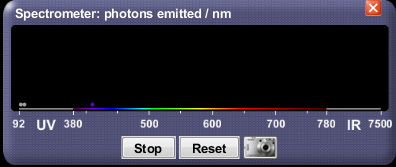 Spectrometer: photons emitted / nm
92 UV 380 500 600 700 780 IR 7500
Stop Reset